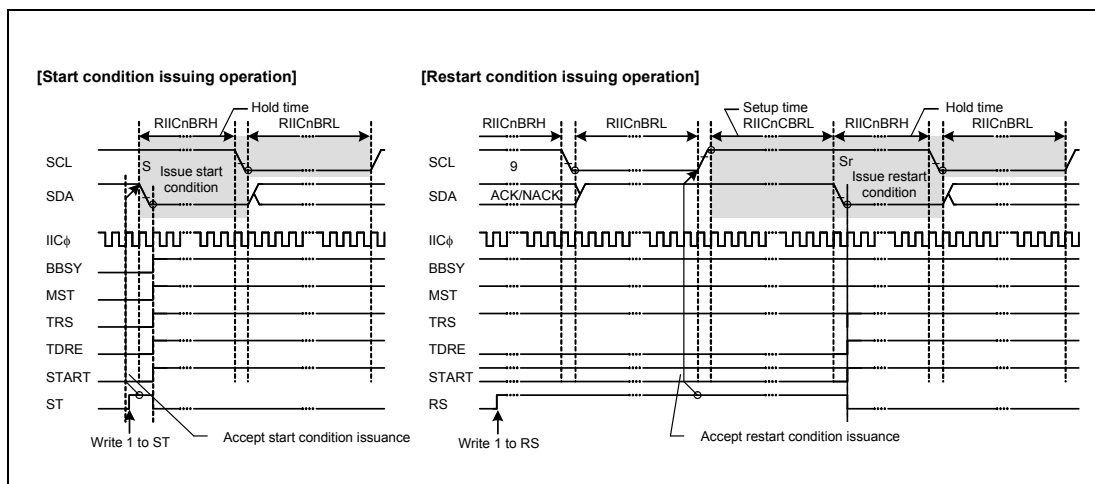 [Start condition issuing operation]
Hold time
RIICnBRH
RIICnBRL
SCL
S
Issue start
condition
SDA
IICφ
BBSY
MST
TRS
TDRE
START
ST
Write 1 to ST
Accept start condition issuance
[Restart condition issuing operation]
Setup time
Hold time
RIICnBRH
RIICnBRL
RIICnCBRL
RIICnBRH
RIICnBRL
SCL
9
Sr
Issue restart
condition
SDA
ACK/NACK
IICφ
BBSY
MST
TRS
TDRE
START
RS
Write 1 to RS
Accept restart condition issuance